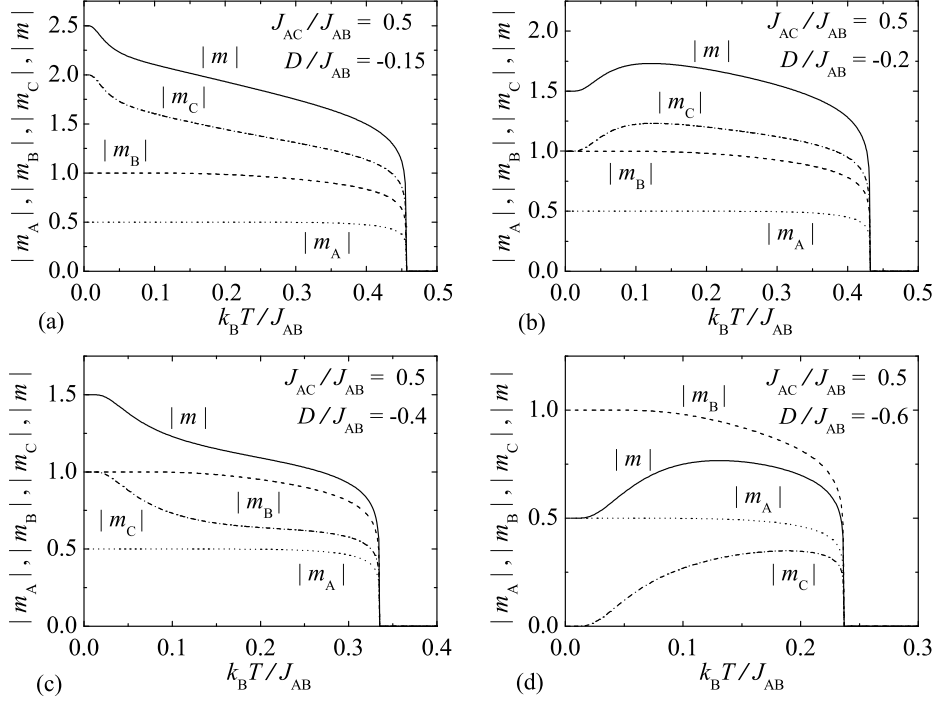 J_AC / J_AB = 0.5
D / J_AB = -0.15
| m |
| m_C |
| m_B |
| m_A |
| m_A | , | m_B | , | m_C | , | m |
2.5
2.0
1.5
1.0
0.5
0.0
0.0 0.1 0.2 0.3 0.4 0.5
k_B T / J_AB
(a)
J_AC / J_AB = 0.5
D / J_AB = -0.2
| m |
| m_C |
| m_B |
| m_A |
| m_A | , | m_B | , | m_C | , | m |
2.0
1.5
1.0
0.5
0.0
0.0 0.1 0.2 0.3 0.4 0.5
k_B T / J_AB
(b)
J_AC / J_AB = 0.5
D / J_AB = -0.4
| m |
| m_B |
| m_C |
| m_A |
| m_A | , | m_B | , | m_C | , | m |
1.5
1.0
0.5
0.0
0.0 0.1 0.2 0.3 0.4
k_B T / J_AB
(c)
J_AC / J_AB = 0.5
D / J_AB = -0.6
| m_B |
| m |
| m_A |
| m_C |
| m_A | , | m_B | , | m_C | , | m |
1.0
0.5
0.0
0.0 0.1 0.2 0.3
k_B T / J_AB
(d)